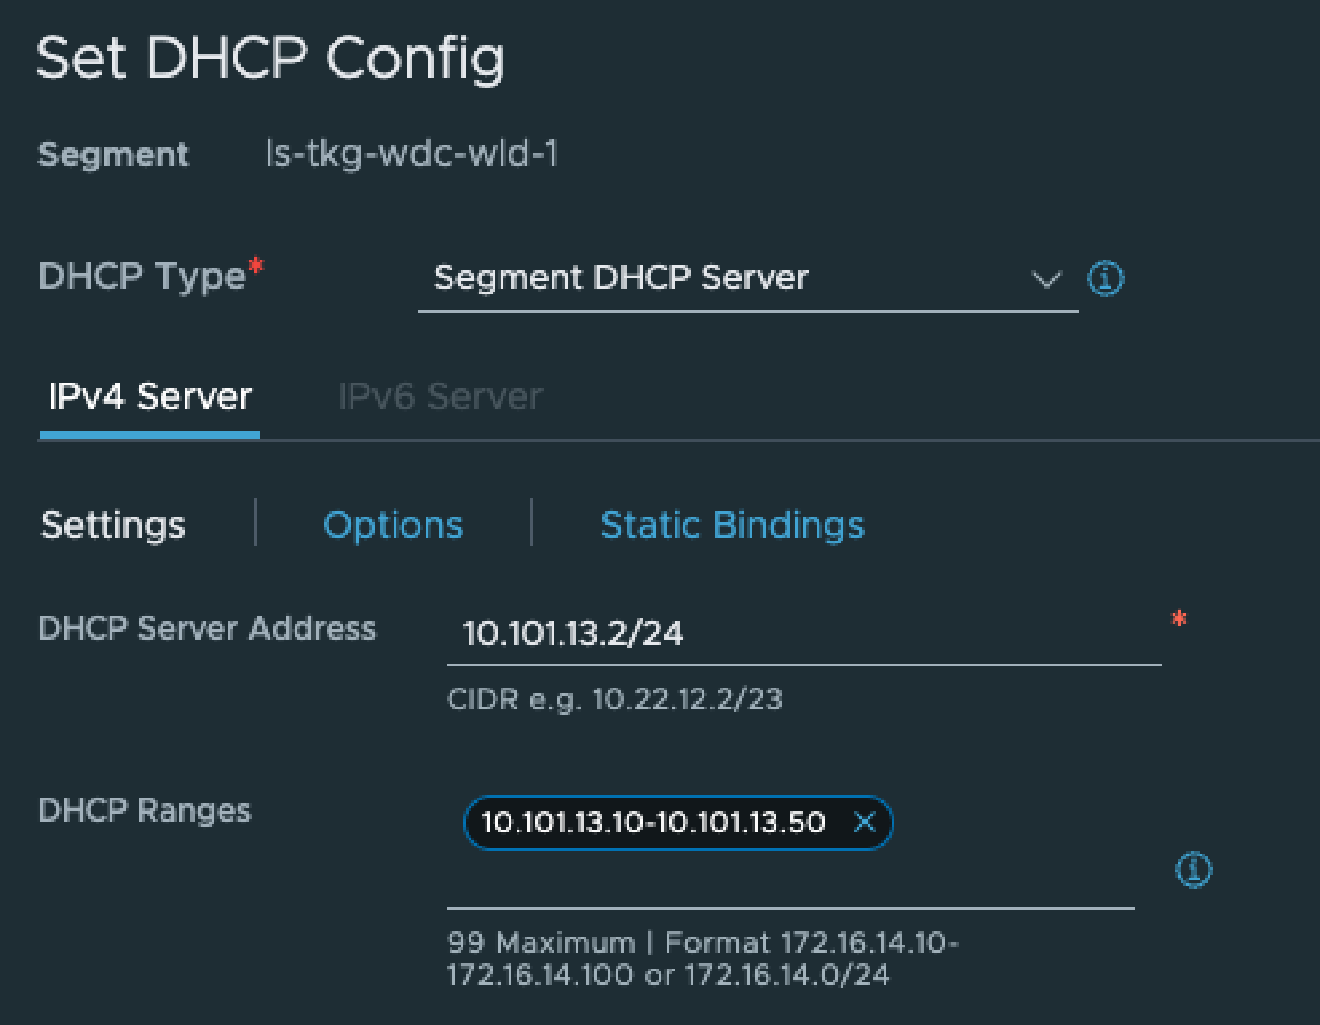 Set DHCP Config
Segment ls-tkg-wdc-wld-1
DHCP Type* Segment DHCP Server
IPv4 Server IPv6 Server
Settings Options Static Bindings
DHCP Server Address 10.101.13.2/24 *
CIDR e.g. 10.22.12.2/23
DHCP Ranges 10.101.13.10-10.101.13.50
99 Maximum | Format 172.16.14.10-
172.16.14.100 or 172.16.14.0/24